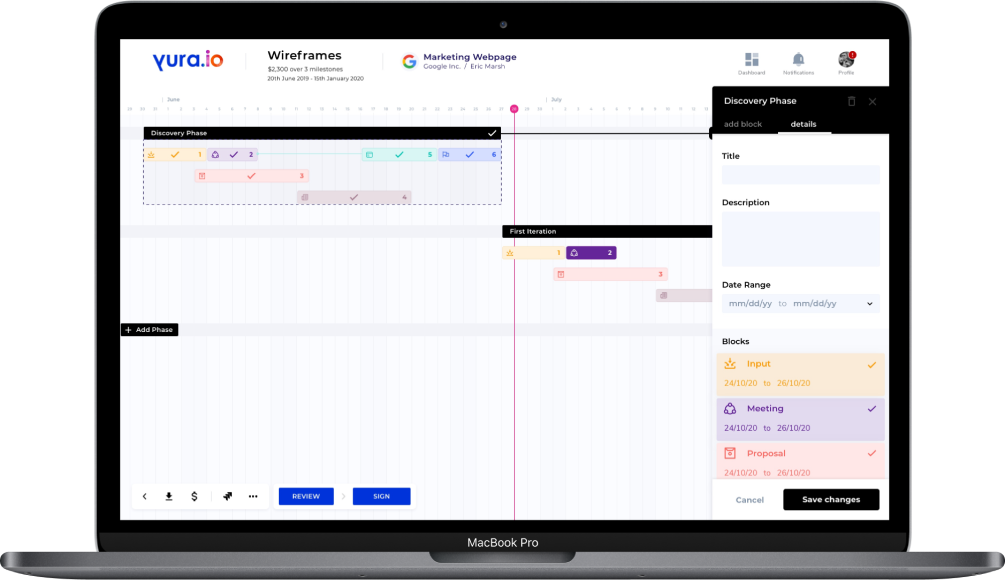 yura.io
Wireframes
$2,300 over 3 milestones
20th June 2019 - 15th January 2020
Marketing Webpage
Google Inc. / Eric Marsh
Dashboard
Notifications
Profile
June
July
Discovery Phase
1
2
5
6
3
4
First Iteration
1
2
3
+ Add Phase
$
REVIEW
SIGN
Discovery Phase
add block
details
Title
Description
Date Range
mm/dd/yy to mm/dd/yy
Blocks
Input
24/10/20 to 26/10/20
Meeting
24/10/20 to 26/10/20
Proposal
24/10/20 to 26/10/20
Cancel
Save changes
MacBook Pro